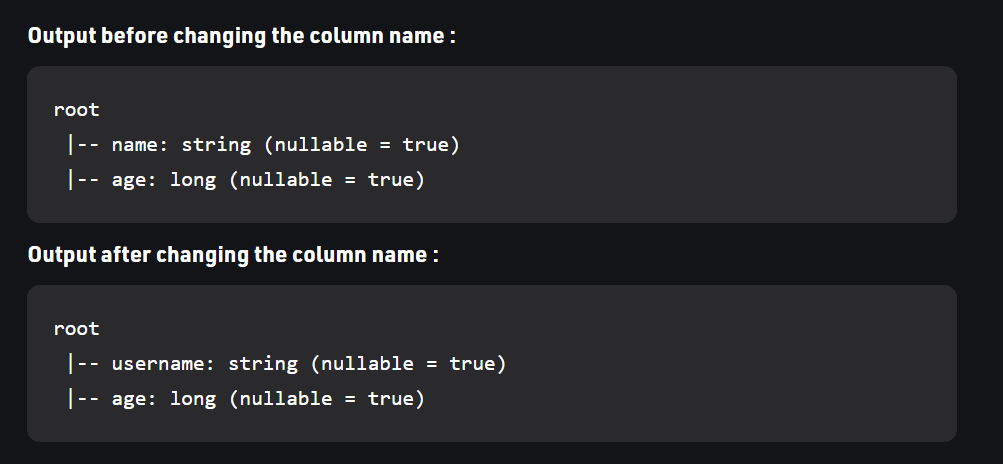 Output before changing the column name :
root
 |-- name: string (nullable = true)
 |-- age: long (nullable = true)
Output after changing the column name :
root
 |-- username: string (nullable = true)
 |-- age: long (nullable = true)